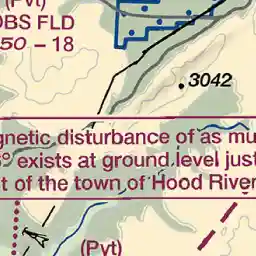 (Pvt)
OBS FLD
50 - 18
3042
gnetic disturbance of as mu
6° exists at ground level just
t of the town of Hood River
(Pvt)